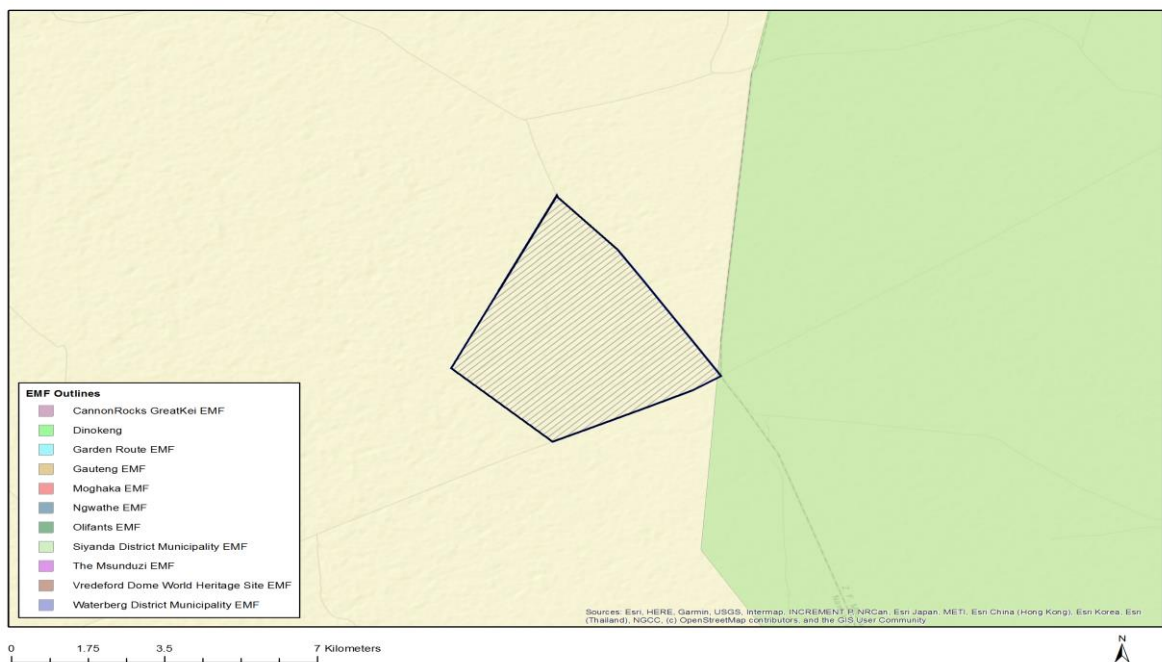 EMF Outlines
CannonRocks GreatKei EMF
Dinokeng
Garden Route EMF
Gauteng EMF
Moghaka EMF
Ngwathe EMF
Olifants EMF
Siyanda District Municipality EMF
The Msunduzi EMF
Vredeford Dome World Heritage Site EMF
Waterberg District Municipality EMF
Sources: Esri, HERE, Garmin, USGS, Intermap, INCREMENT P, NRCan, Esri Japan, METI, Esri China (Hong Kong), Esri Korea, Esri
(Thailand), NGCC, (c) OpenStreetMap contributors, and the GIS User Community
0 1.75 3.5 7 Kilometers
N